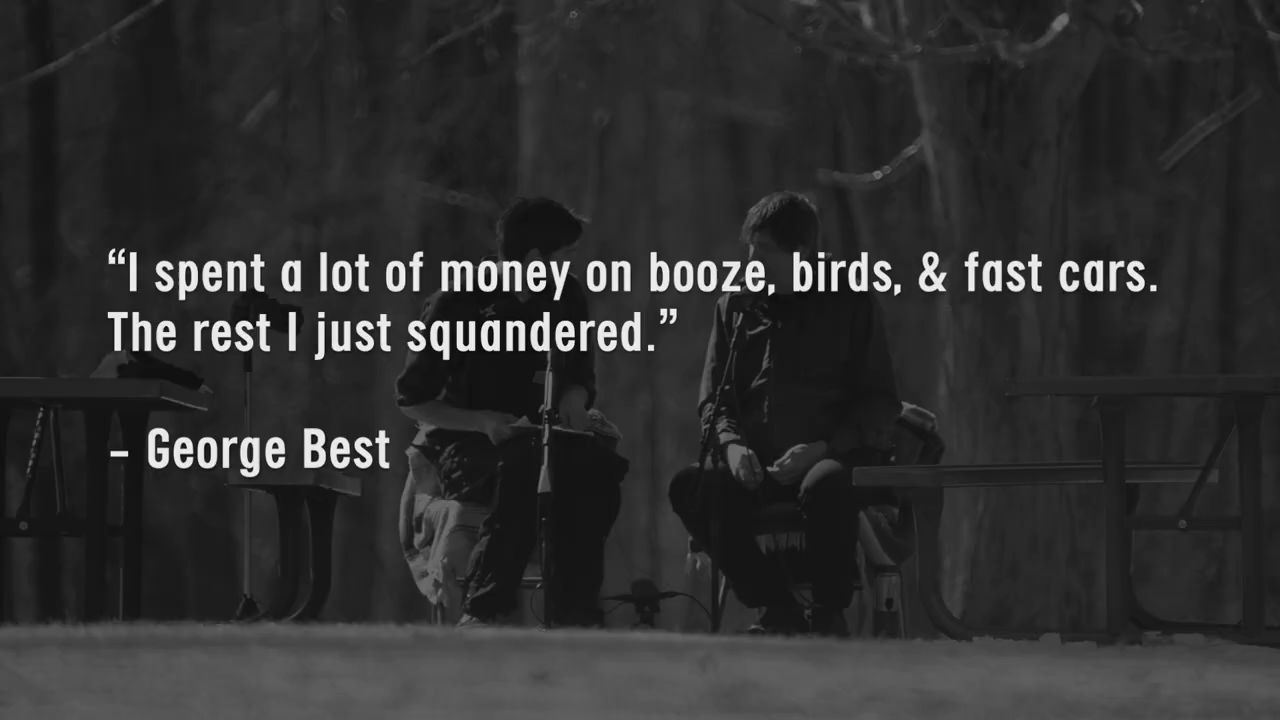 “I spent a lot of money on booze, birds, & fast cars.
The rest I just squandered.”
– George Best